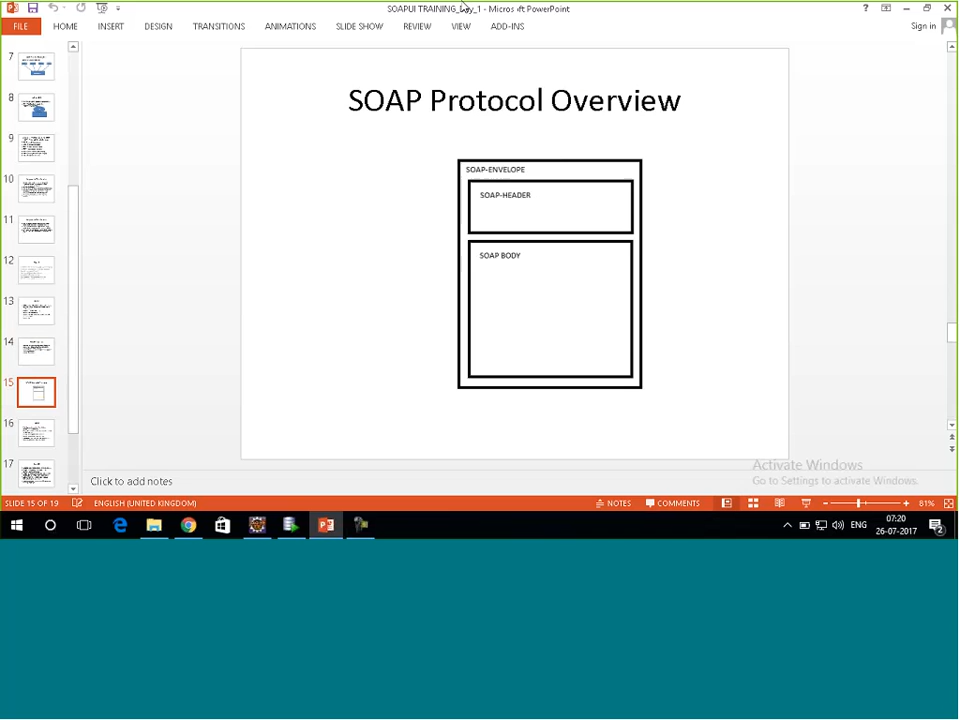 SOAPUI TRAINING_Day_1 - Microsoft PowerPoint
?
FILE HOME INSERT DESIGN TRANSITIONS ANIMATIONS SLIDE SHOW REVIEW VIEW ADD-INS Sign in
7
8
9
10
11
12
13
14
15
16
17
SOAP Protocol Overview
SOAP-ENVELOPE
SOAP-HEADER
SOAP BODY
Activate Windows
Go to Settings to activate Windows.
Click to add notes
SLIDE 15 OF 19 ENGLISH (UNITED KINGDOM) NOTES COMMENTS 81%
ENG
07:20
26-07-2017
2